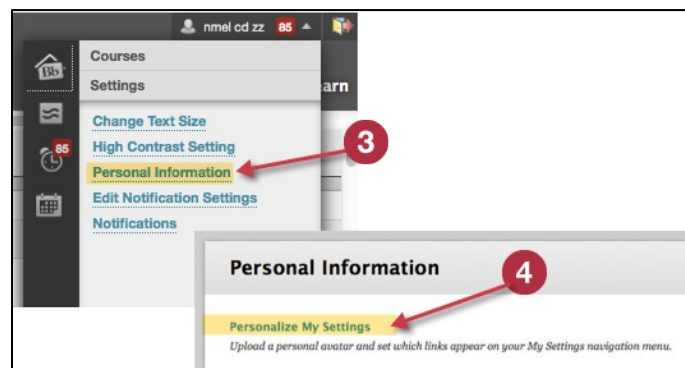 nmel cd zz 85
Bb
Courses
Settings
arn
85
Change Text Size
High Contrast Setting
Personal Information
Edit Notification Settings
Notifications
3
Personal Information
4
Personalize My Settings
Upload a personal avatar and set which links appear on your My Settings navigation menu.